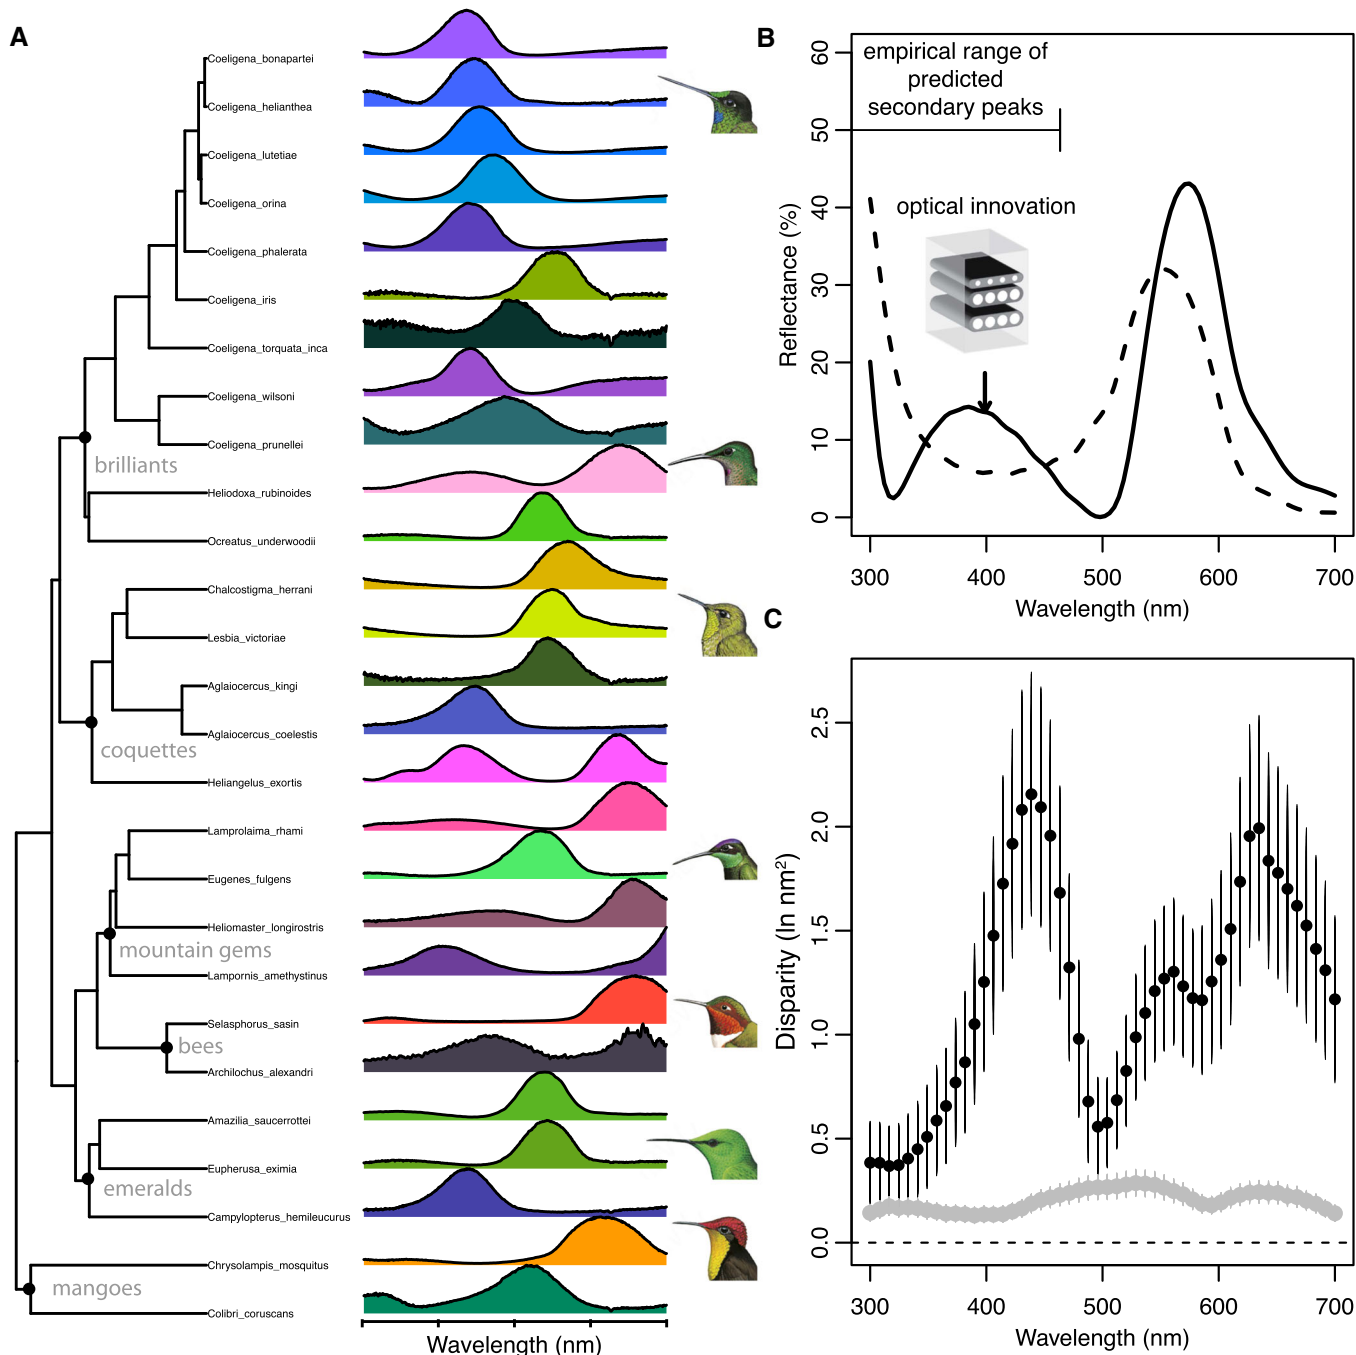 A
Coeligena_bonapartei
Coeligena_helianthea
Coeligena_lutetiae
Coeligena_orina
Coeligena_phalerata
Coeligena_iris
Coeligena_torquata_inca
Coeligena_wilsoni
Coeligena_prunellei
brilliants
Heliodoxa_rubinoides
Ocreatus_underwoodii
Chalcostigma_herrani
Lesbia_victoriae
Aglaiocercus_kingi
Aglaiocercus_coelestis
coquettes
Heliangelus_exortis
Lamprolaima_rhami
Eugenes_fulgens
Heliomaster_longirostris
mountain gems
Lampornis_amethystinus
Selasphorus_sasin
bees
Archilochus_alexandri
Amazilia_saucerrottei
Eupherusa_eximia
emeralds
Campylopterus_hemileucurus
Chrysolampis_mosquitus
mangoes
Colibri_coruscans
Wavelength (nm)
B
empirical range of
predicted
secondary peaks
optical innovation
Reflectance (%)
60
50
40
30
20
10
0
300 400 500 600 700
Wavelength (nm)
C
Disparity (ln nm²)
2.5
2.0
1.5
1.0
0.5
0.0
300 400 500 600 700
Wavelength (nm)